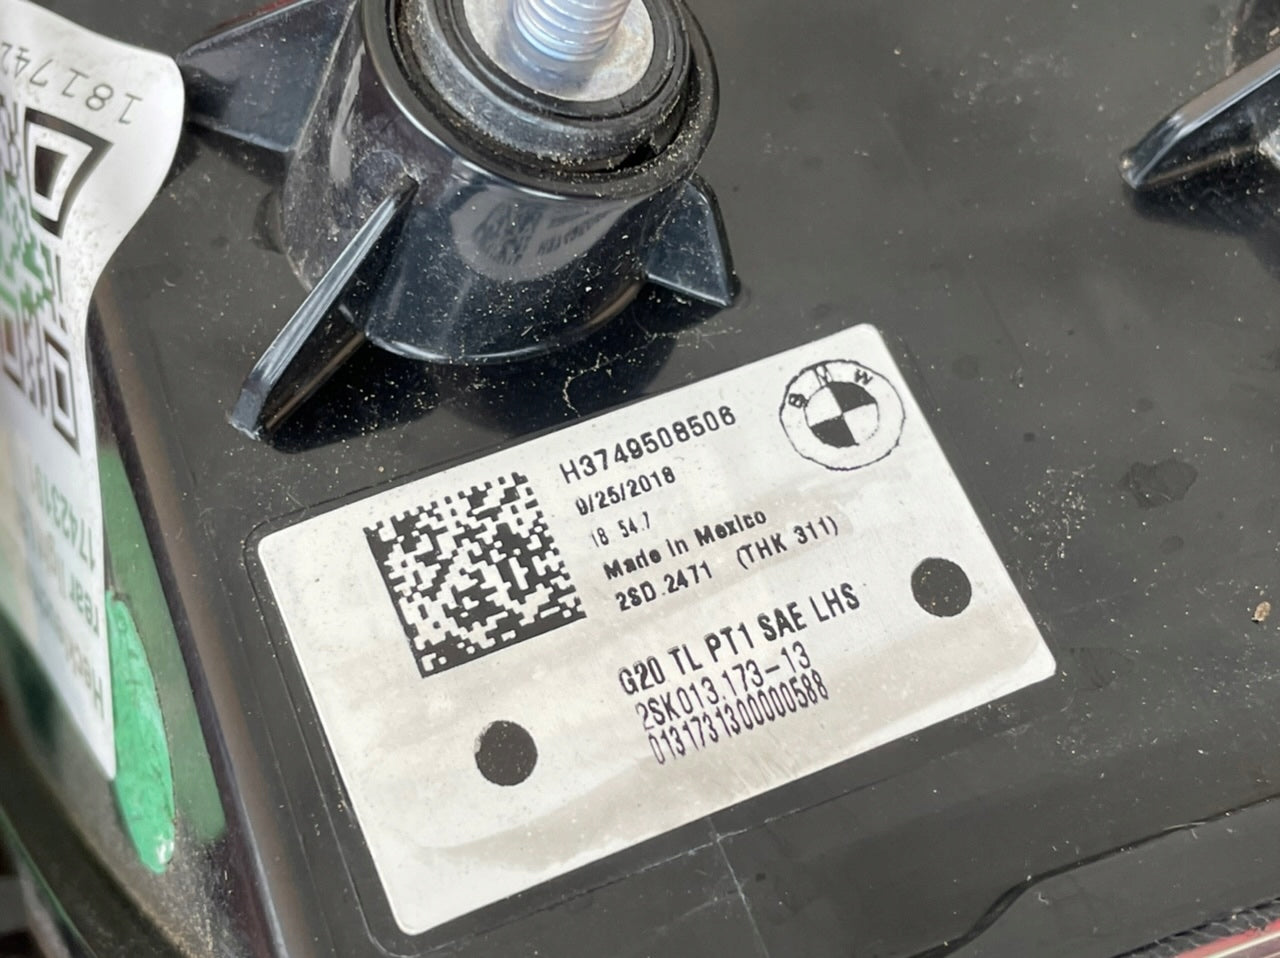 BMW
H3749508506
9/25/2018
18 54.7
Made in Mexico
2SD.2471 (THK 311)
G20 TL PT1 SAE LHS
2SK013.173-13
0131731300000588